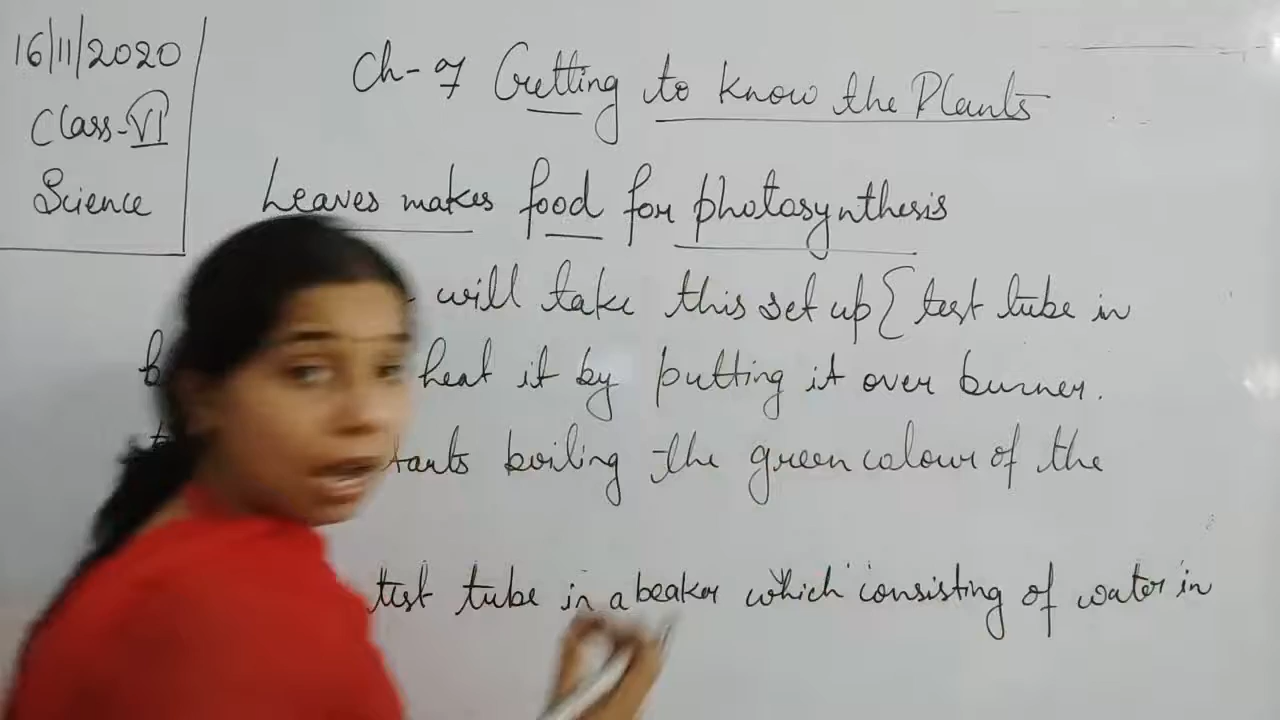 16/11/2020
Class-VI
Science
Ch-7 Getting to know the Plants
Leaves makes food for photosynthesis
will take this set up { test tube in
heat it by putting it over burner.
boiling the green colour of the
test tube in a beaker which consisting of water in